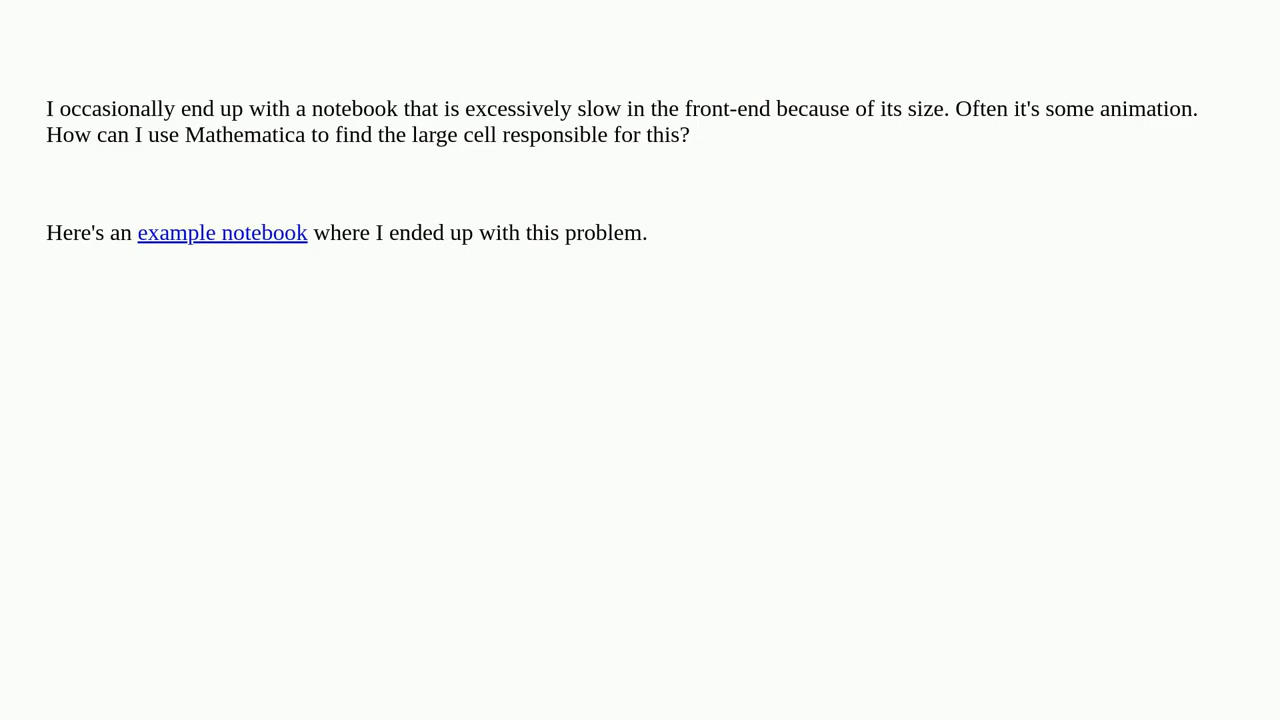 I occasionally end up with a notebook that is excessively slow in the front-end because of its size. Often it's some animation.
How can I use Mathematica to find the large cell responsible for this?
Here's an example notebook where I ended up with this problem.